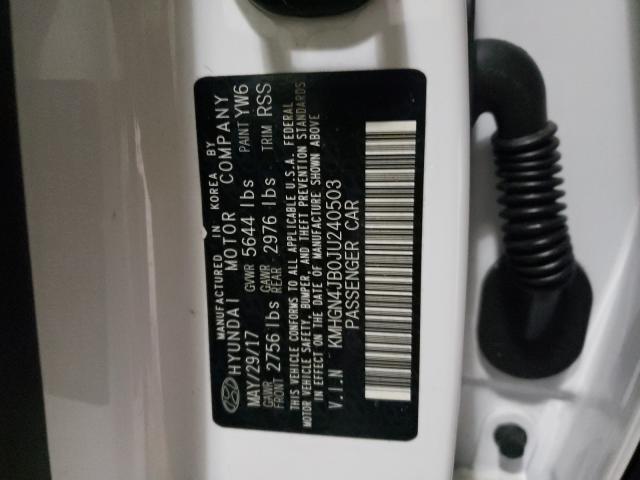 MANUFACTURED IN KOREA BY
HYUNDAI MOTOR COMPANY
MAY/29/17 GVWR 5644 lbs PAINT YW6
GAWR FRONT 2756 lbs GAWR REAR 2976 lbs TRIM RSS
THIS VEHICLE CONFORMS TO ALL APPLICABLE U.S.A. FEDERAL
MOTOR VEHICLE SAFETY, BUMPER, AND THEFT PREVENTION STANDARDS
IN EFFECT ON THE DATE OF MANUFACTURE SHOWN ABOVE
V.I.N KMHGN4JB0JU240503
PASSENGER CAR